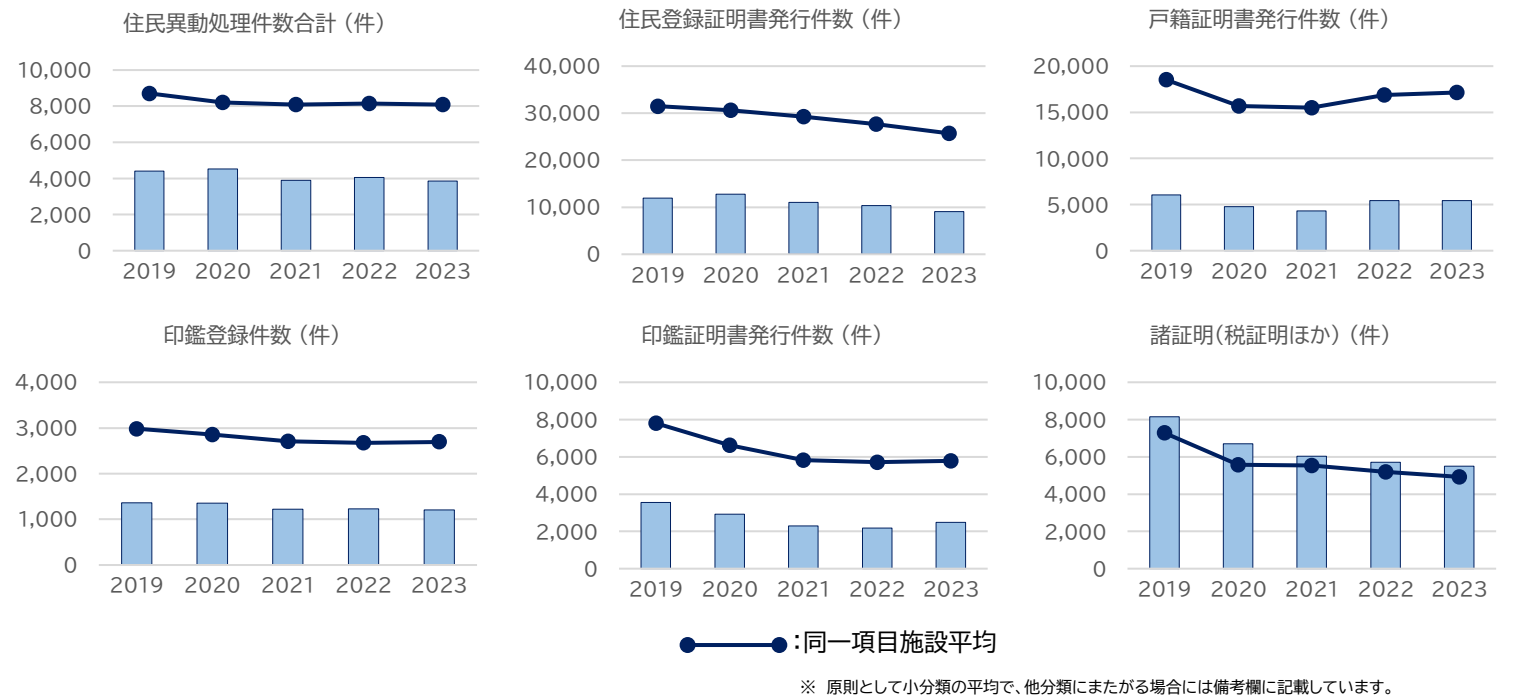 住民異動処理件数合計（件）
10,000
8,000
6,000
4,000
2,000
0
2019 2020 2021 2022 2023
住民登録証明書発行件数（件）
40,000
30,000
20,000
10,000
0
2019 2020 2021 2022 2023
戸籍証明書発行件数（件）
20,000
15,000
10,000
5,000
0
2019 2020 2021 2022 2023
印鑑登録件数（件）
4,000
3,000
2,000
1,000
0
2019 2020 2021 2022 2023
印鑑証明書発行件数（件）
10,000
8,000
6,000
4,000
2,000
0
2019 2020 2021 2022 2023
諸証明（税証明ほか）（件）
10,000
8,000
6,000
4,000
2,000
0
2019 2020 2021 2022 2023
：同一項目施設平均
※ 原則として小分類の平均で、他分類にまたがる場合には備考欄に記載しています。